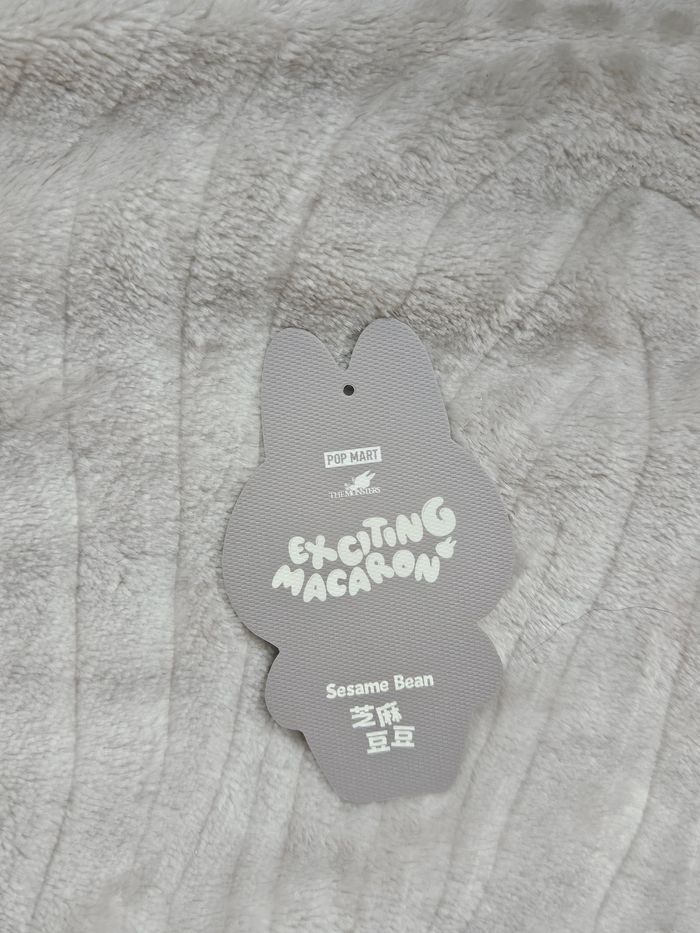 POP MART
THE MONSTERS
EXCITING
MACARON
Sesame Bean
芝麻
豆豆